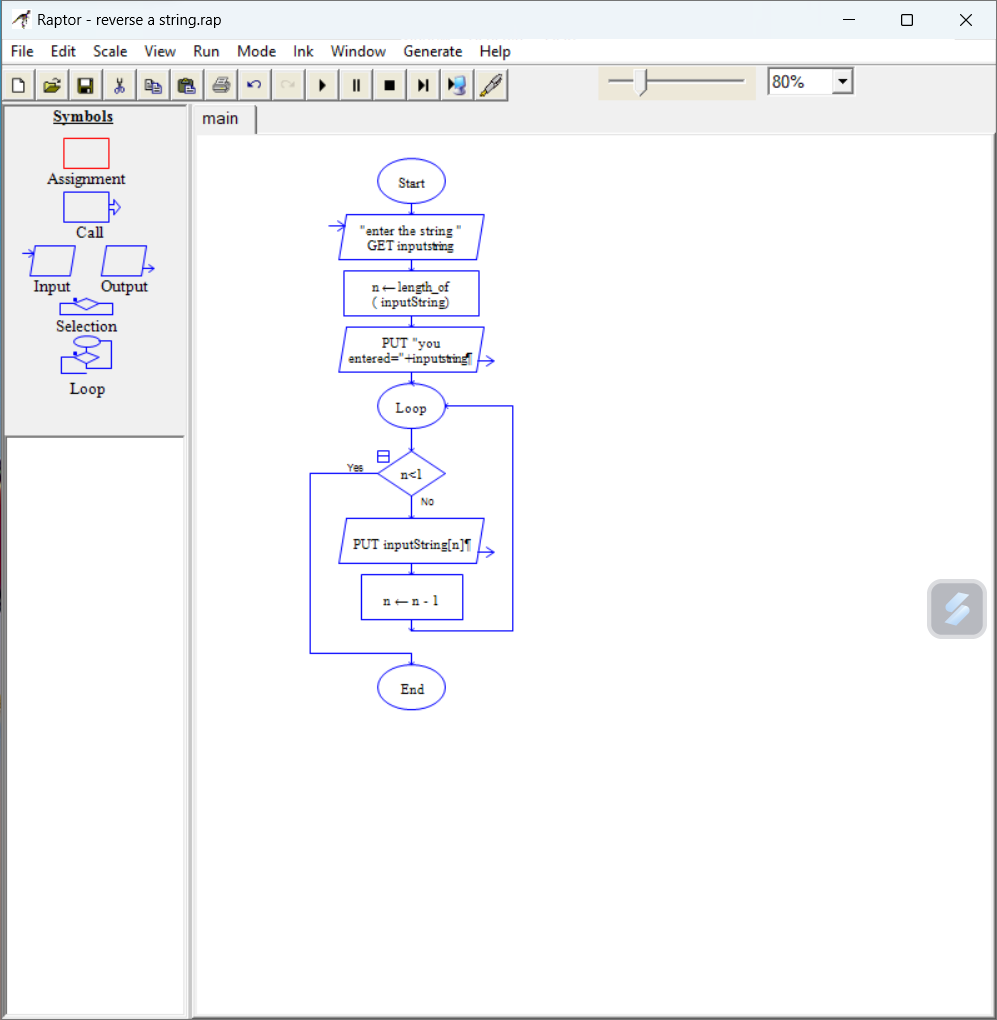 Raptor - reverse a string.rap
File Edit Scale View Run Mode Ink Window Generate Help
80%
Symbols
Assignment
Call
Input Output
Selection
Loop
main
Start
"enter the string "
GET inputstring
n←length_of
( inputString)
PUT "you
entered="+inputstring¶
Loop
Yes
n<1
No
PUT inputString[n]¶
n ← n - 1
End